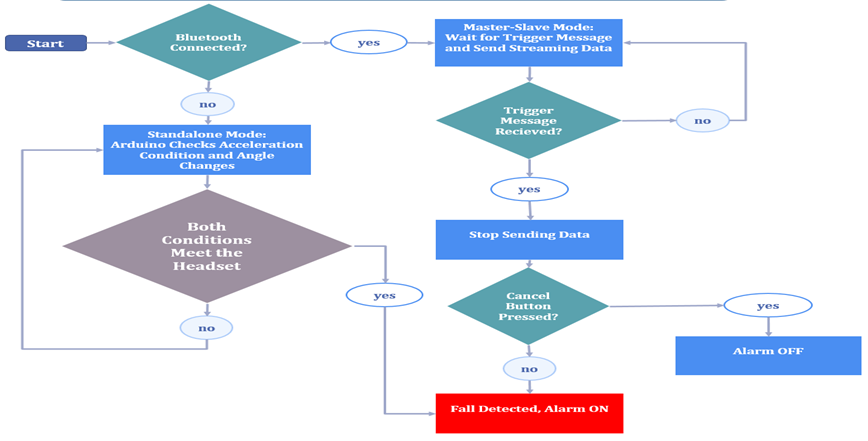 Start
Bluetooth
Connected?
yes
Master-Slave Mode:
Wait for Trigger Message
and Send Streaming Data
no
Trigger
Message
Recieved?
no
Standalone Mode:
Arduino Checks Acceleration
Condition and Angle
Changes
yes
Both
Conditions
Meet the
Headset
Stop Sending Data
yes
Cancel
Button
Pressed?
yes
no
Alarm OFF
no
Fall Detected, Alarm ON